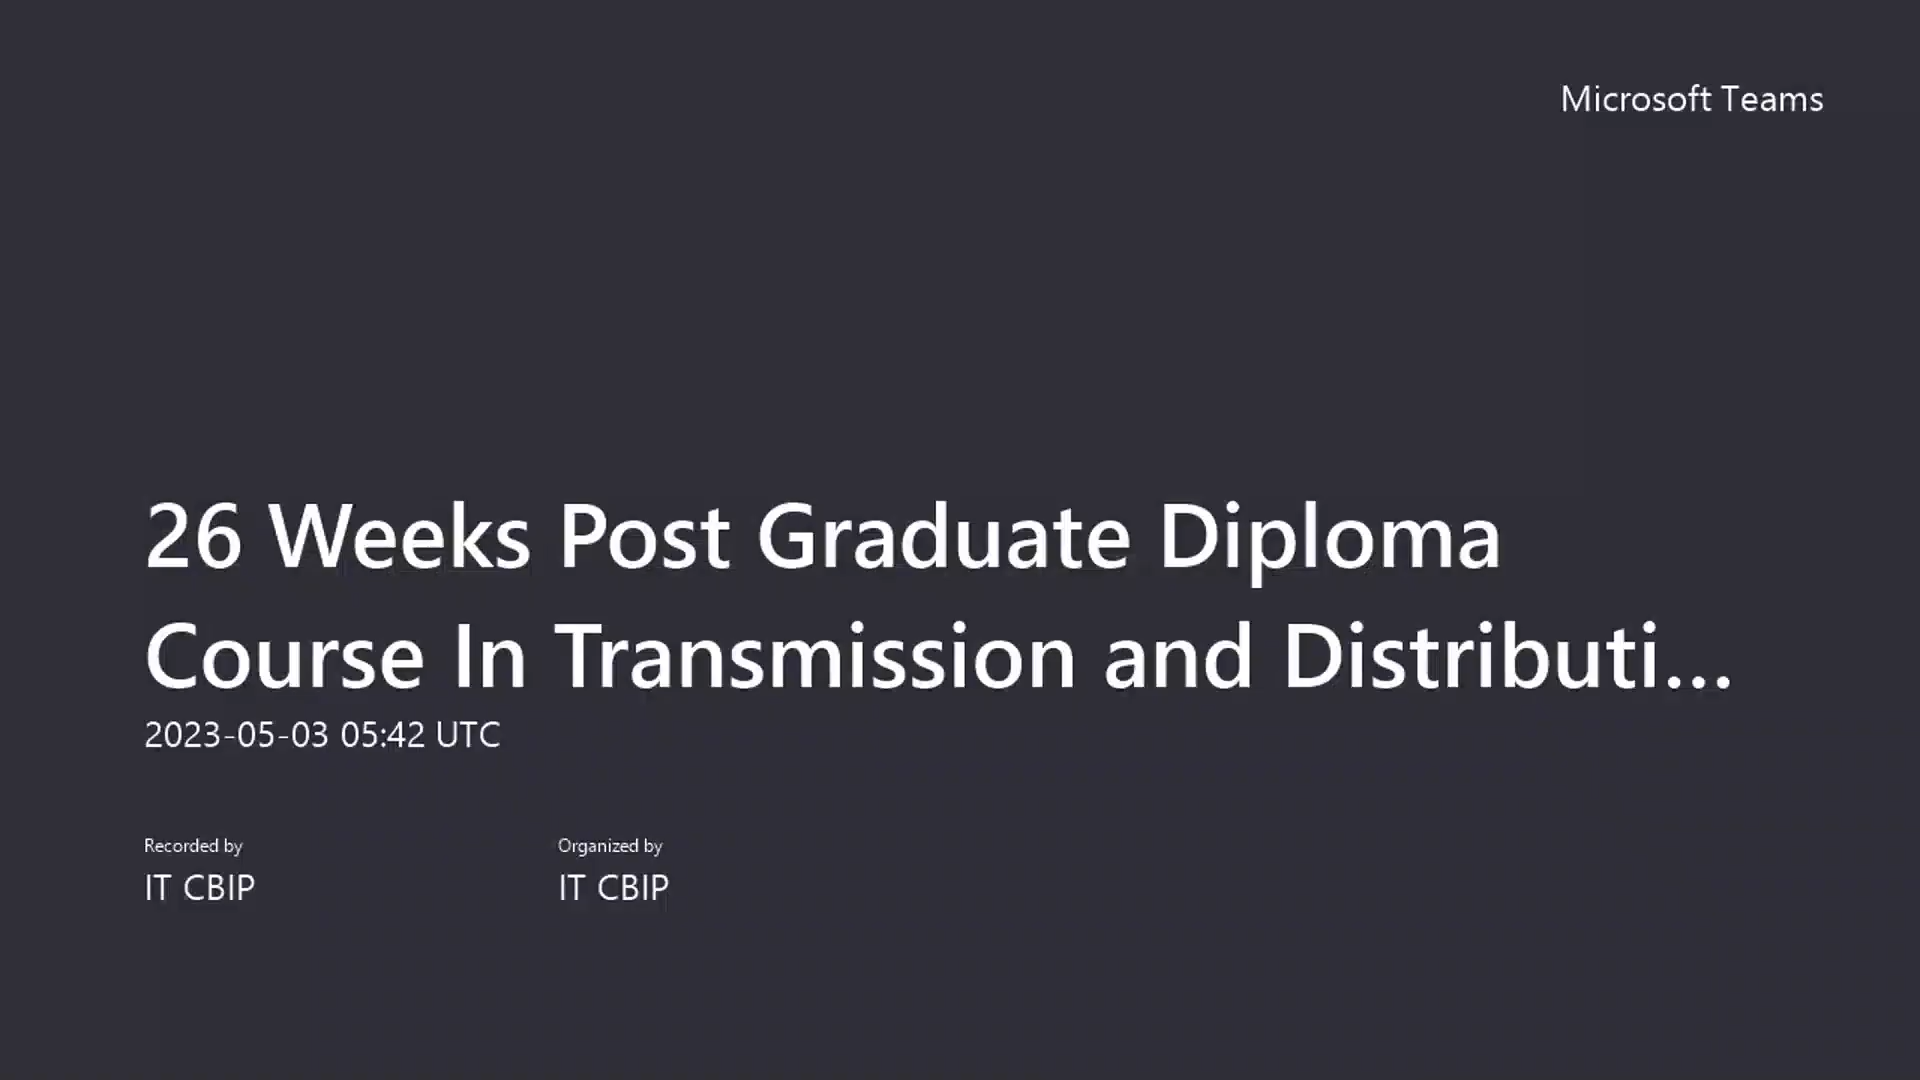 Microsoft Teams
26 Weeks Post Graduate Diploma
Course In Transmission and Distributi...
2023-05-03 05:42 UTC
Recorded by
IT CBIP
Organized by
IT CBIP